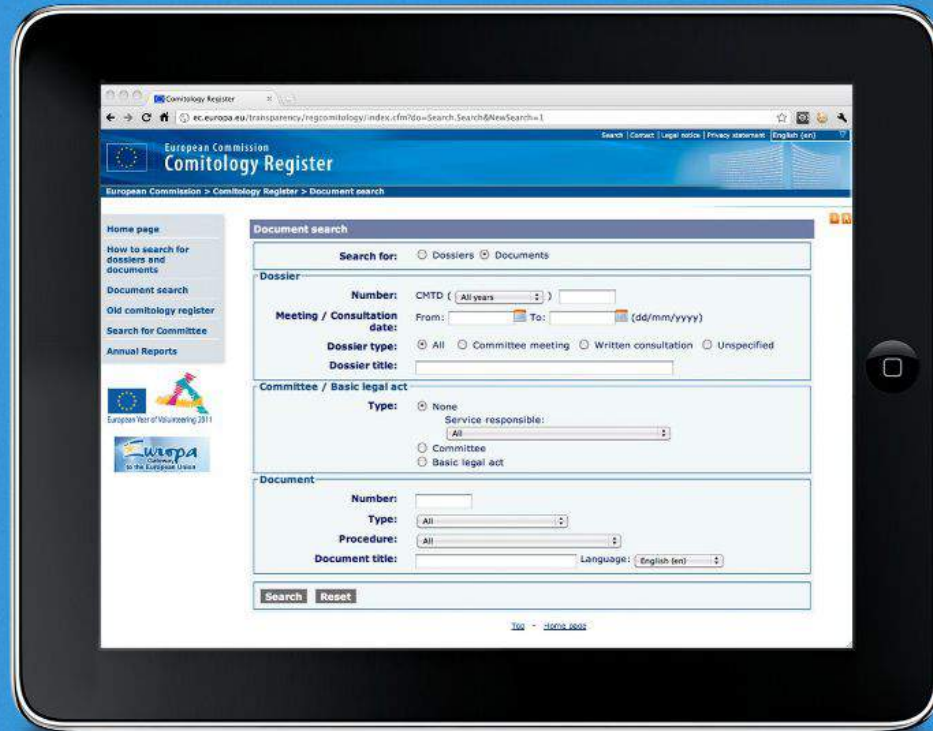 Comitology Register
ec.europa.eu/transparency/regcomitology/index.cfm?do=Search.Search&NewSearch=1
Search | Contact | Legal notice | Privacy statement English (en)
European Commission
Comitology Register
European Commission > Comitology Register > Document search
Home page
How to search for
dossiers and
documents
Document search
Old comitology register
Search for Committee
Annual Reports
European Year of Volunteering 2011
Europa
Gateway
to the European Union
Document search
Search for: Dossiers Documents
Dossier
Number: CMTD ( All years )
Meeting / Consultation
date: From: To: (dd/mm/yyyy)
Dossier type: All Committee meeting Written consultation Unspecified
Dossier title:
Committee / Basic legal act
Type: None
Service responsible:
All
Committee
Basic legal act
Document
Number:
Type: All
Procedure: All
Document title: Language: English (en)
Search Reset
Top - Home page